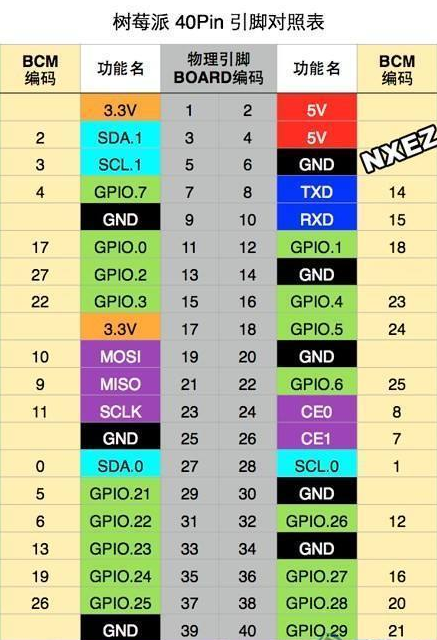 树莓派 40Pin 引脚对照表
BCM 编码 功能名 物理引脚 BOARD编码 功能名 BCM 编码
3.3V 1 2 5V
2 SDA.1 3 4 5V
3 SCL.1 5 6 GND
NXEZ
4 GPIO.7 7 8 TXD 14
GND 9 10 RXD 15
17 GPIO.0 11 12 GPIO.1 18
27 GPIO.2 13 14 GND
22 GPIO.3 15 16 GPIO.4 23
3.3V 17 18 GPIO.5 24
10 MOSI 19 20 GND
9 MISO 21 22 GPIO.6 25
11 SCLK 23 24 CE0 8
GND 25 26 CE1 7
0 SDA.0 27 28 SCL.0 1
5 GPIO.21 29 30 GND
6 GPIO.22 31 32 GPIO.26 12
13 GPIO.23 33 34 GND
19 GPIO.24 35 36 GPIO.27 16
26 GPIO.25 37 38 GPIO.28 20
GND 39 40 GPIO.29 21